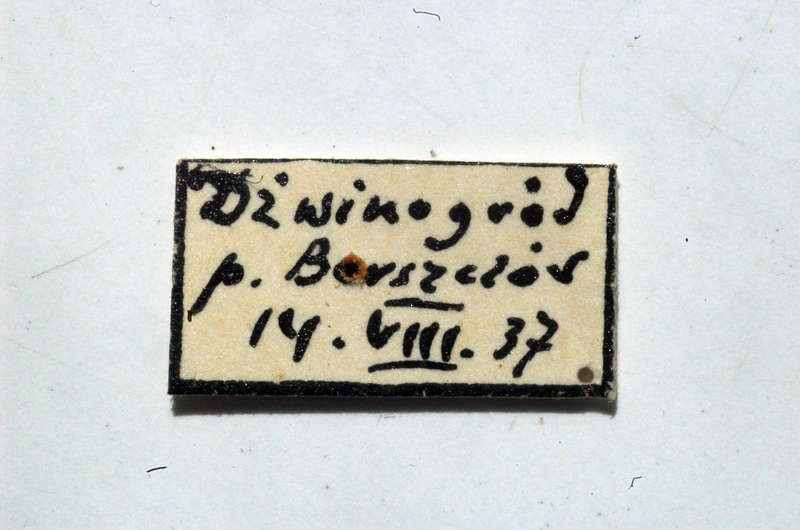 Dźwinogród
p. Borszczów
14. VIII. 37